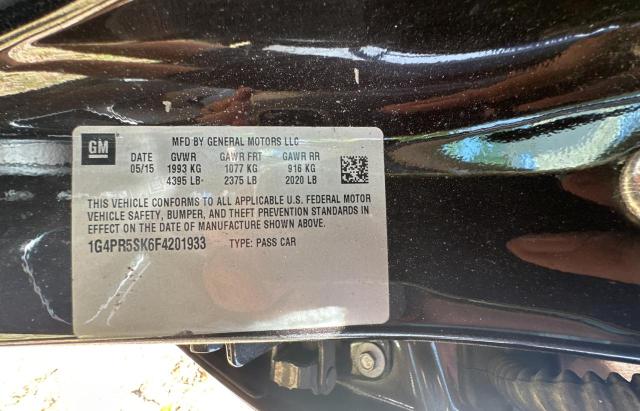 GM
MFD BY GENERAL MOTORS LLC
DATE GVWR GAWR FRT GAWR RR
05/15 1993 KG 1077 KG 916 KG
4395 LB 2375 LB 2020 LB
THIS VEHICLE CONFORMS TO ALL APPLICABLE U.S. FEDERAL MOTOR
VEHICLE SAFETY, BUMPER, AND THEFT PREVENTION STANDARDS IN
EFFECT ON THE DATE OF MANUFACTURE SHOWN ABOVE.
1G4PR5SK6F4201933 TYPE: PASS CAR